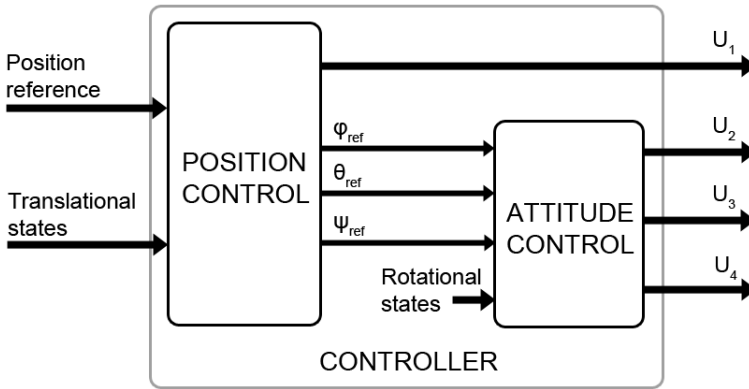 Position
reference
Translational
states
POSITION
CONTROL
φref
θref
ψref
Rotational
states
ATTITUDE
CONTROL
U1
U2
U3
U4
CONTROLLER